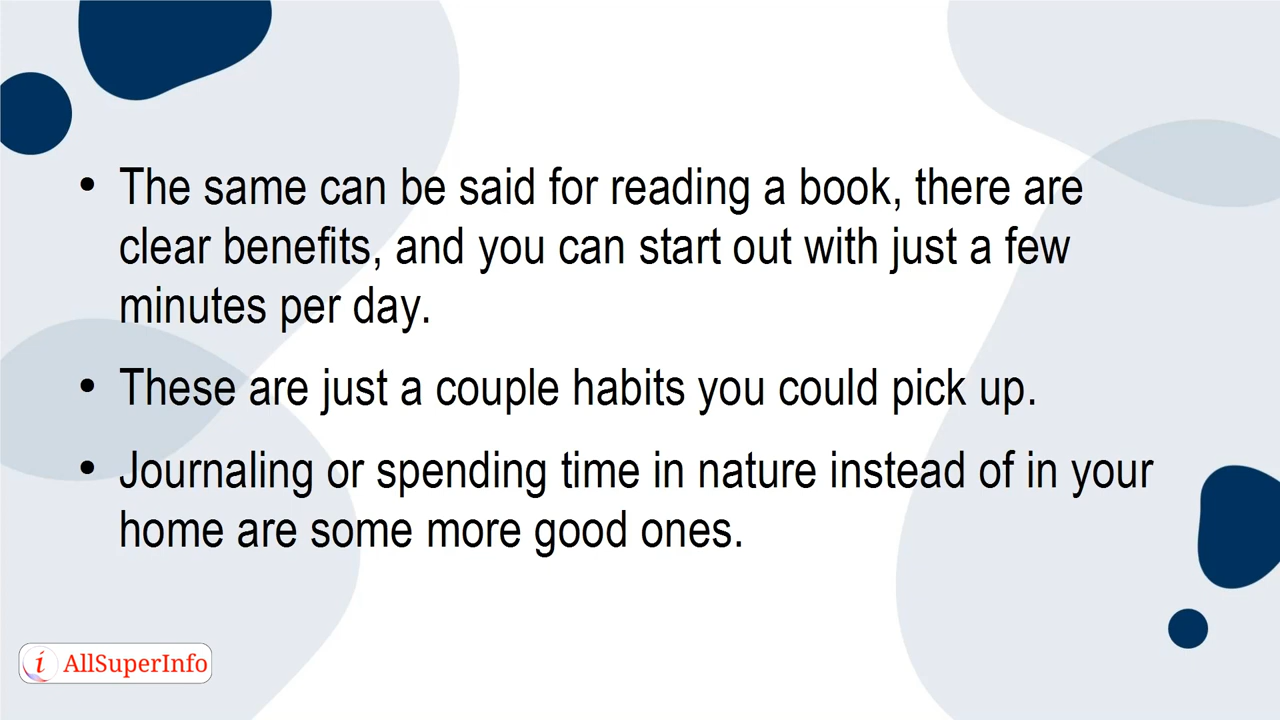 • The same can be said for reading a book, there are
clear benefits, and you can start out with just a few
minutes per day.
• These are just a couple habits you could pick up.
• Journaling or spending time in nature instead of in your
home are some more good ones.
i AllSuperInfo